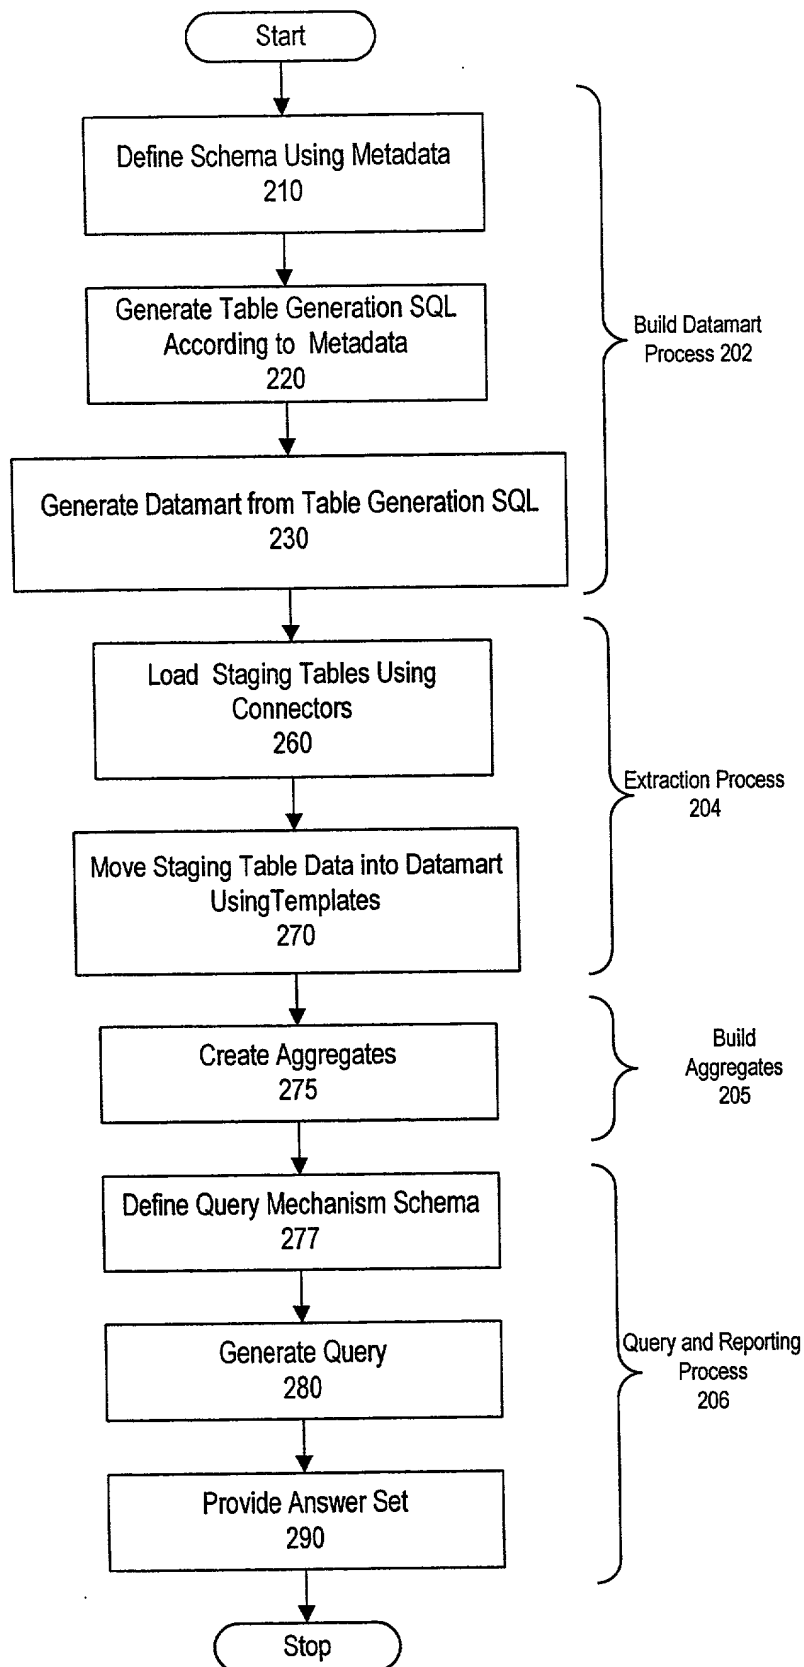 Start
Define Schema Using Metadata
210
Generate Table Generation SQL
According to Metadata
220
Build Datamart
Process 202
Generate Datamart from Table Generation SQL
230
Load Staging Tables Using
Connectors
260
Extraction Process
204
Move Staging Table Data into Datamart
UsingTemplates
270
Create Aggregates
275
Build
Aggregates
205
Define Query Mechanism Schema
277
Generate Query
280
Query and Reporting
Process
206
Provide Answer Set
290
Stop